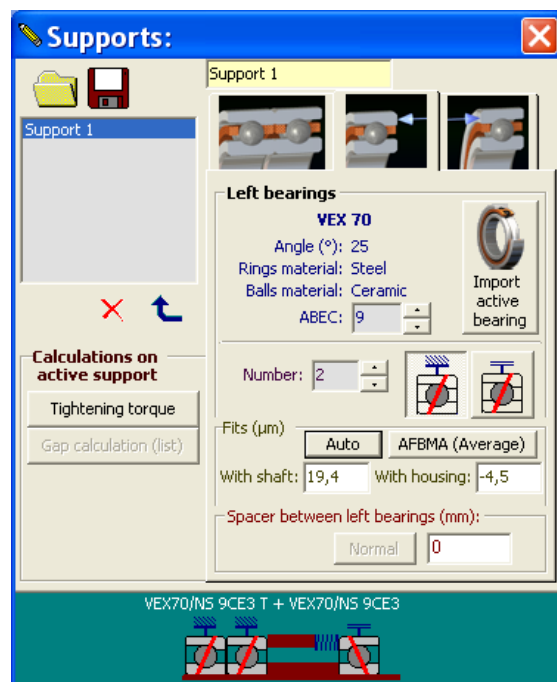 Supports:
Support 1
Support 1
Left bearings
VEX 70
Angle (°): 25
Rings material: Steel
Balls material: Ceramic
ABEC: 9
Import
active
bearing
Number: 2
Calculations on
active support
Tightening torque
Gap calculation (list)
Fits (µm)
Auto
AFBMA (Average)
With shaft: 19,4
With housing: -4,5
Spacer between left bearings (mm):
Normal
0
VEX70/NS 9CE3 T + VEX70/NS 9CE3